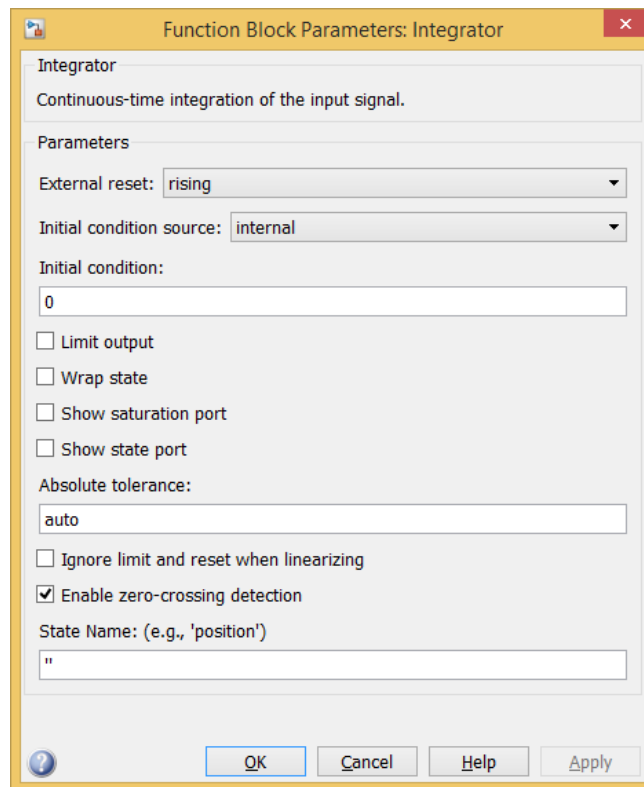 Function Block Parameters: Integrator
Integrator
Continuous-time integration of the input signal.
Parameters
External reset: rising
Initial condition source: internal
Initial condition:
0
Limit output
Wrap state
Show saturation port
Show state port
Absolute tolerance:
auto
Ignore limit and reset when linearizing
Enable zero-crossing detection
State Name: (e.g., 'position')
''
OK Cancel Help Apply